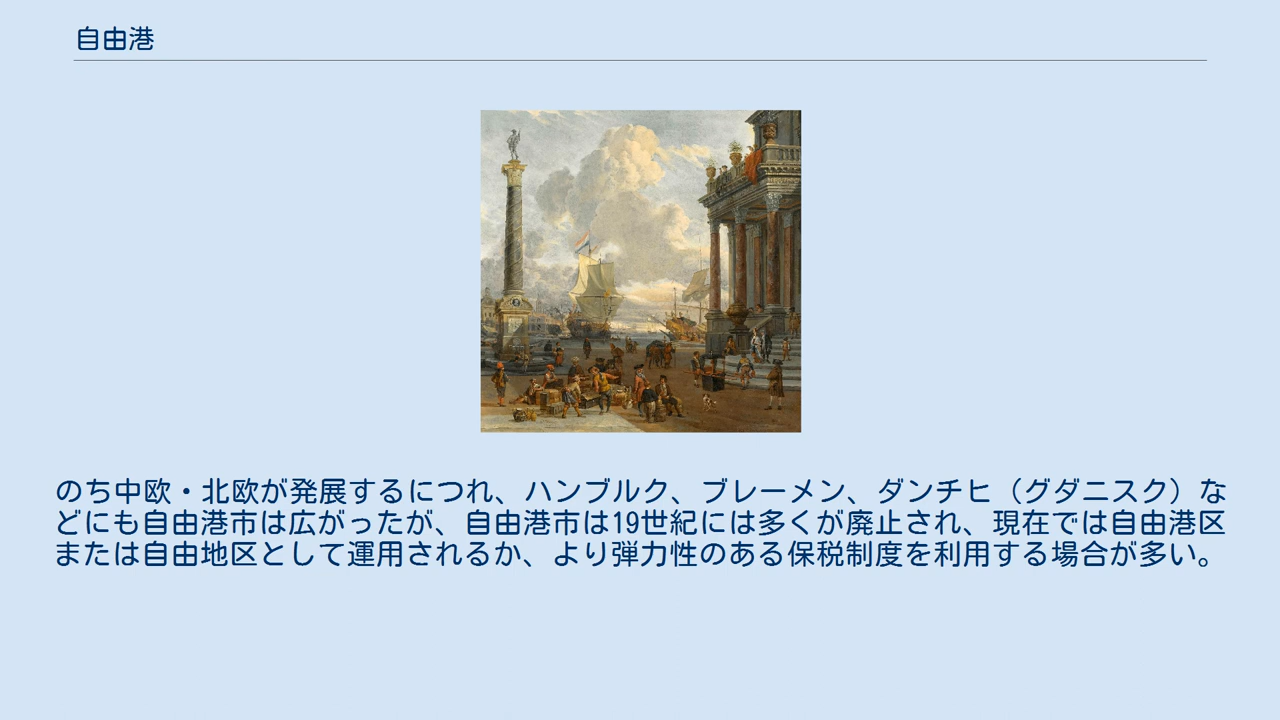 自由港
のち中欧・北欧が発展するにつれ、ハンブルク、ブレーメン、ダンチヒ（グダニスク）な
どにも自由港市は広がったが、自由港市は19世紀には多くが廃止され、現在では自由港区
または自由地区として運用されるか、より弾力性のある保税制度を利用する場合が多い。